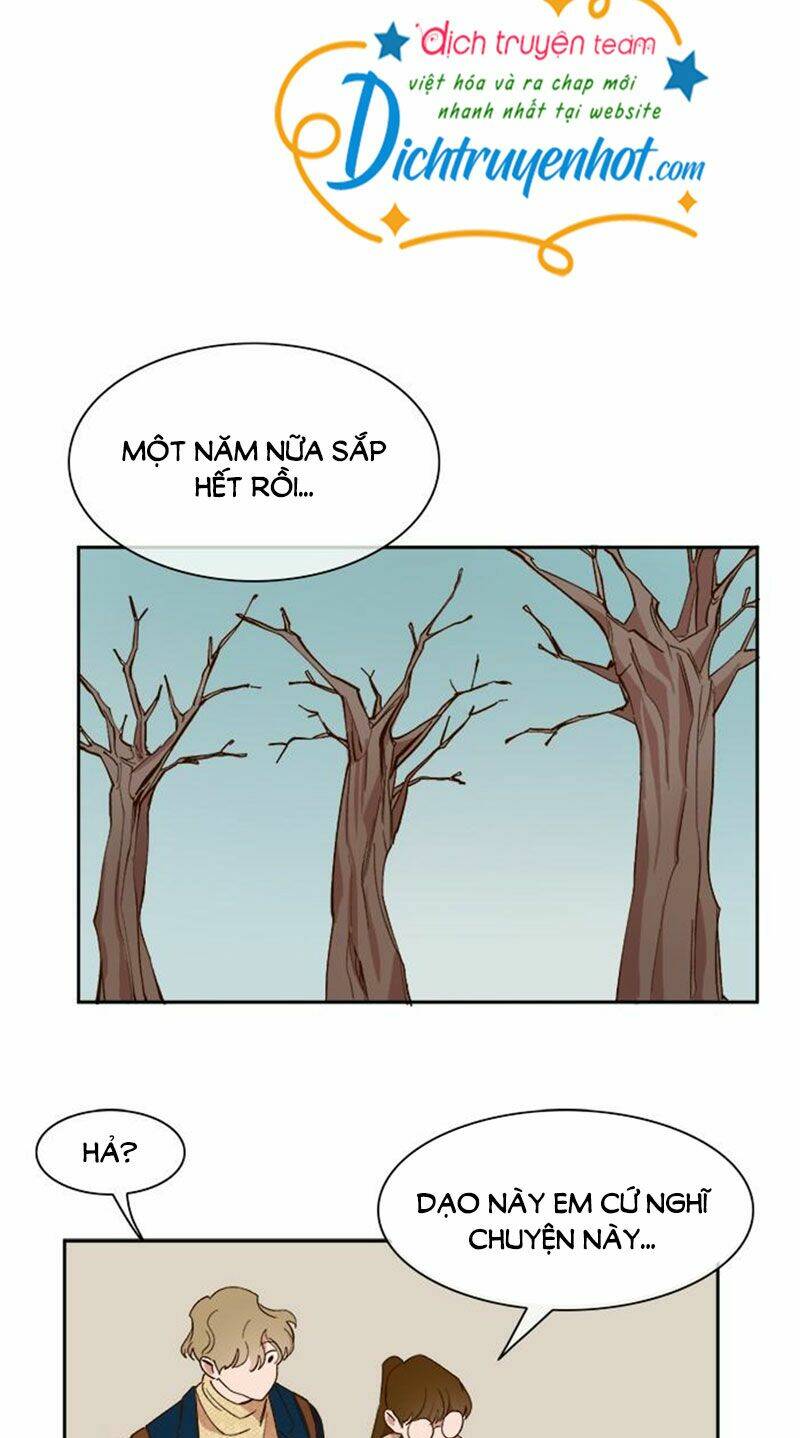 dịch truyện team
việt hóa và ra chap mới
nhanh nhất tại website
Dichtruyenhot.com
MỘT NĂM NỮA SẮP
HẾT RỒI...
HẢ?
DẠO NÀY EM CỨ NGHĨ
CHUYỆN NÀY...